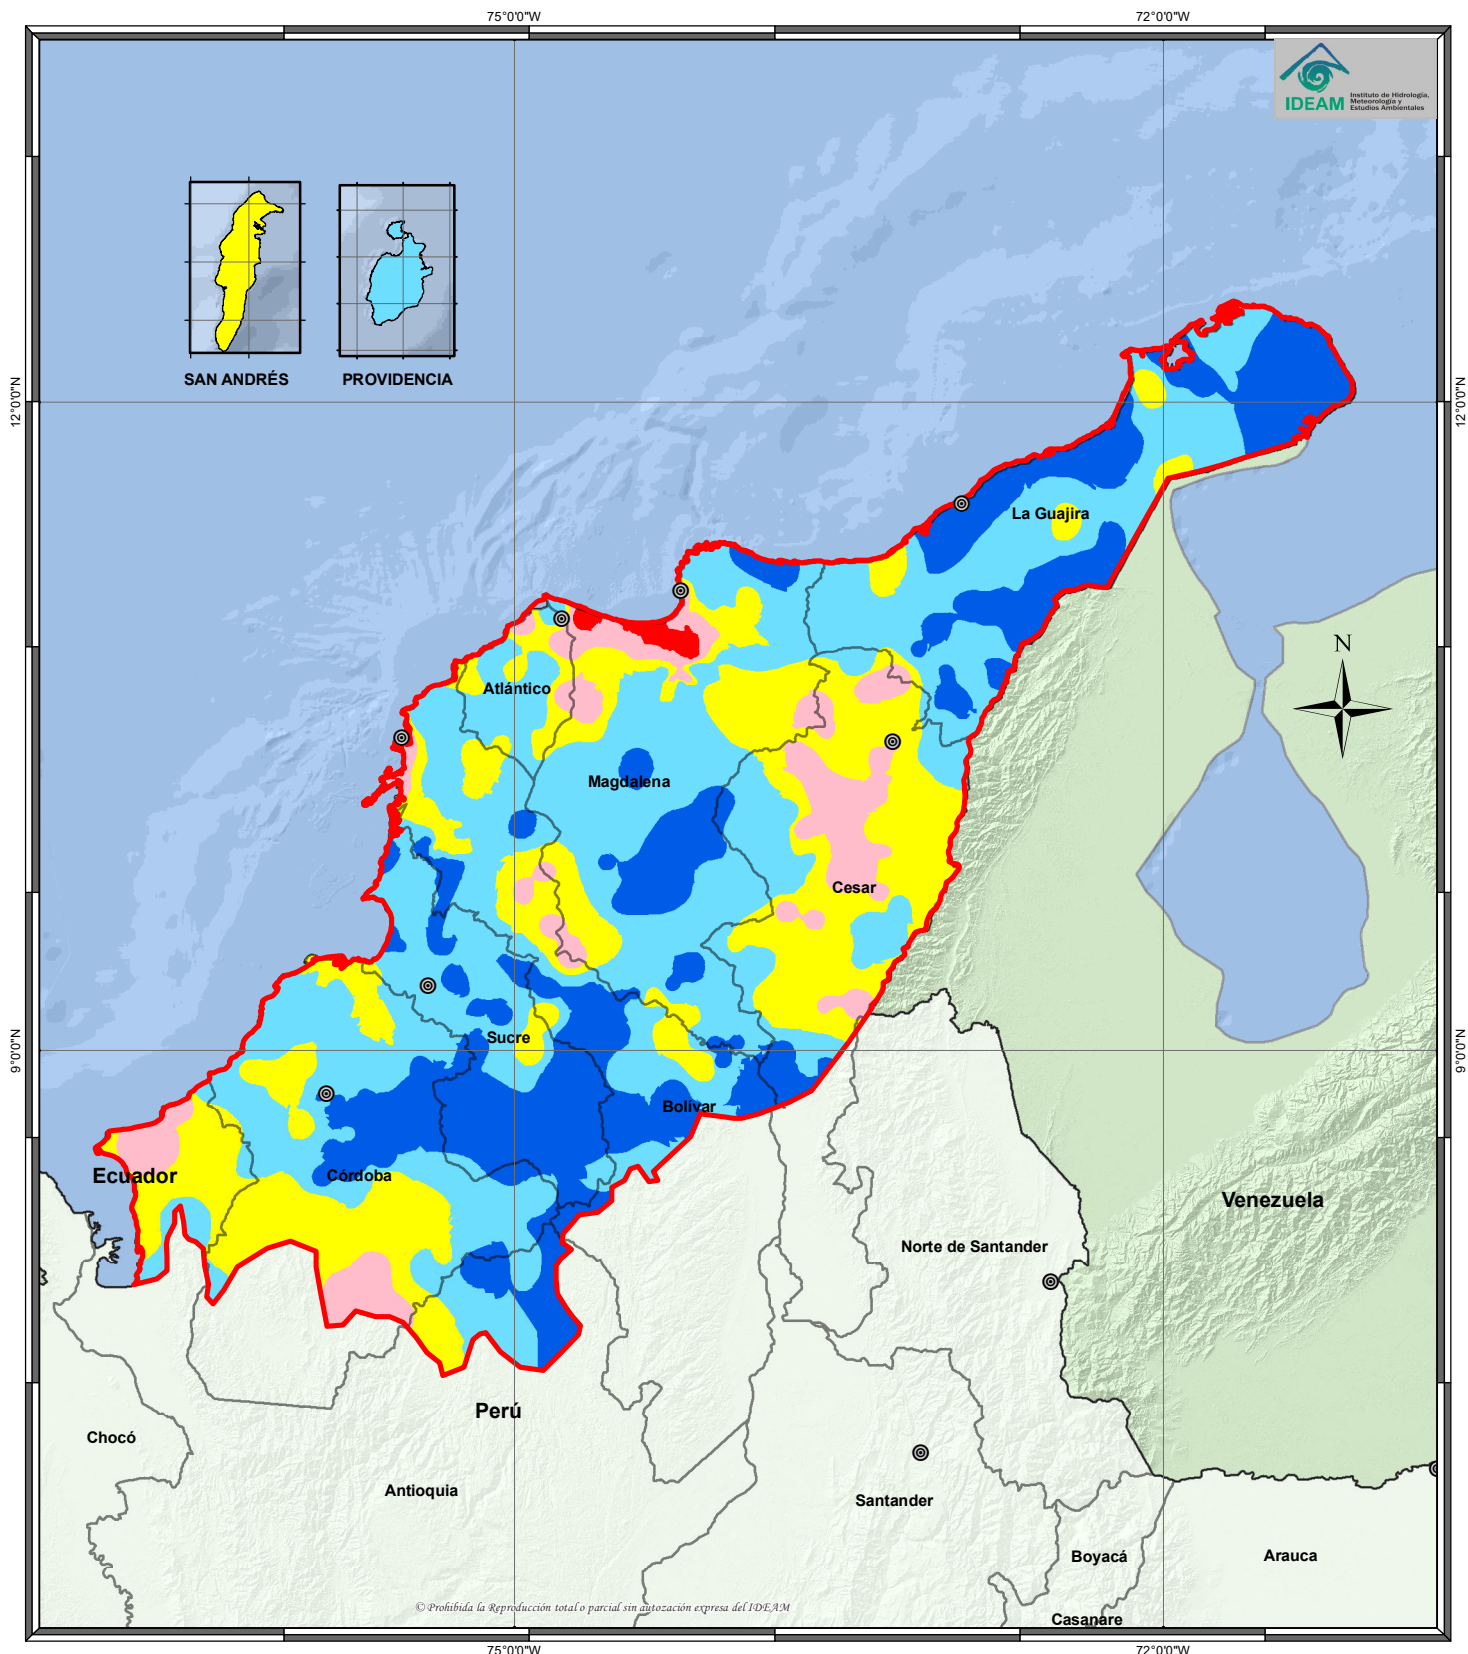 75°0'0"W
72°0'0"W
IDEAM
Instituto de Hidrología,
Meteorología y
Estudios Ambientales
SAN ANDRÉS
PROVIDENCIA
12°0'0"N
12°0'0"N
La Guajira
N
Atlántico
Magdalena
Cesar
Sucre
9°0'0"N
9°0'0"N
Bolívar
Ecuador
Córdoba
Venezuela
Norte de Santander
Perú
Chocó
Antioquia
Santander
Boyacá
Arauca
© Prohibida la Reproducción total o parcial sin autozación expresa del IDEAM
Casanare
75°0'0"W
72°0'0"W